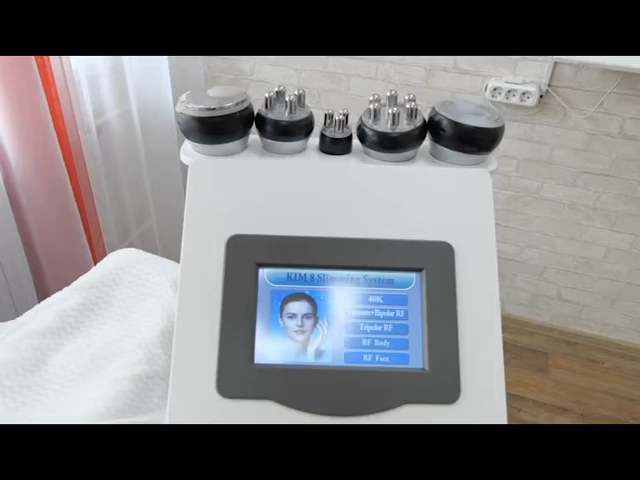 KIM 8 Slimming System
40K
Vacuum+Bipolar RF
Tripolar RF
RF Body
RF Face